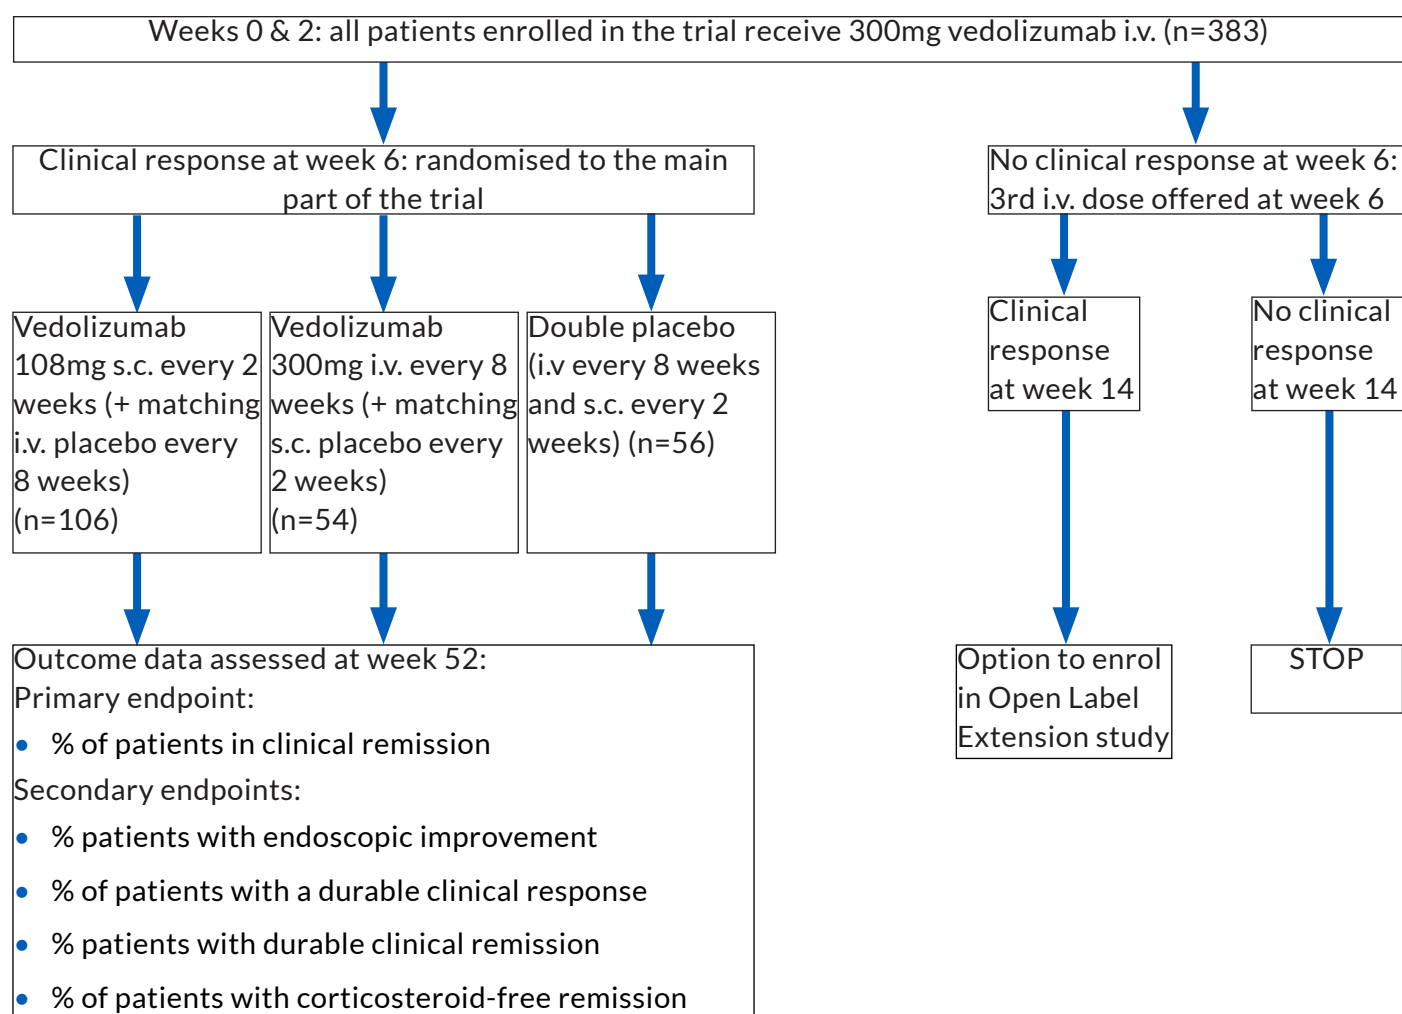 Weeks 0 & 2: all patients enrolled in the trial receive 300mg vedolizumab i.v. (n=383)
Clinical response at week 6: randomised to the main
part of the trial
No clinical response at week 6:
3rd i.v. dose offered at week 6
Vedolizumab
108mg s.c. every 2
weeks (+ matching
i.v. placebo every
8 weeks)
(n=106)
Vedolizumab
300mg i.v. every 8
weeks (+ matching
s.c. placebo every
2 weeks)
(n=54)
Double placebo
(i.v every 8 weeks
and s.c. every 2
weeks) (n=56)
Clinical
response
at week 14
No clinical
response
at week 14
Outcome data assessed at week 52:
Primary endpoint:
• % of patients in clinical remission
Secondary endpoints:
• % patients with endoscopic improvement
• % of patients with a durable clinical response
• % patients with durable clinical remission
• % of patients with corticosteroid-free remission
Option to enrol
in Open Label
Extension study
STOP